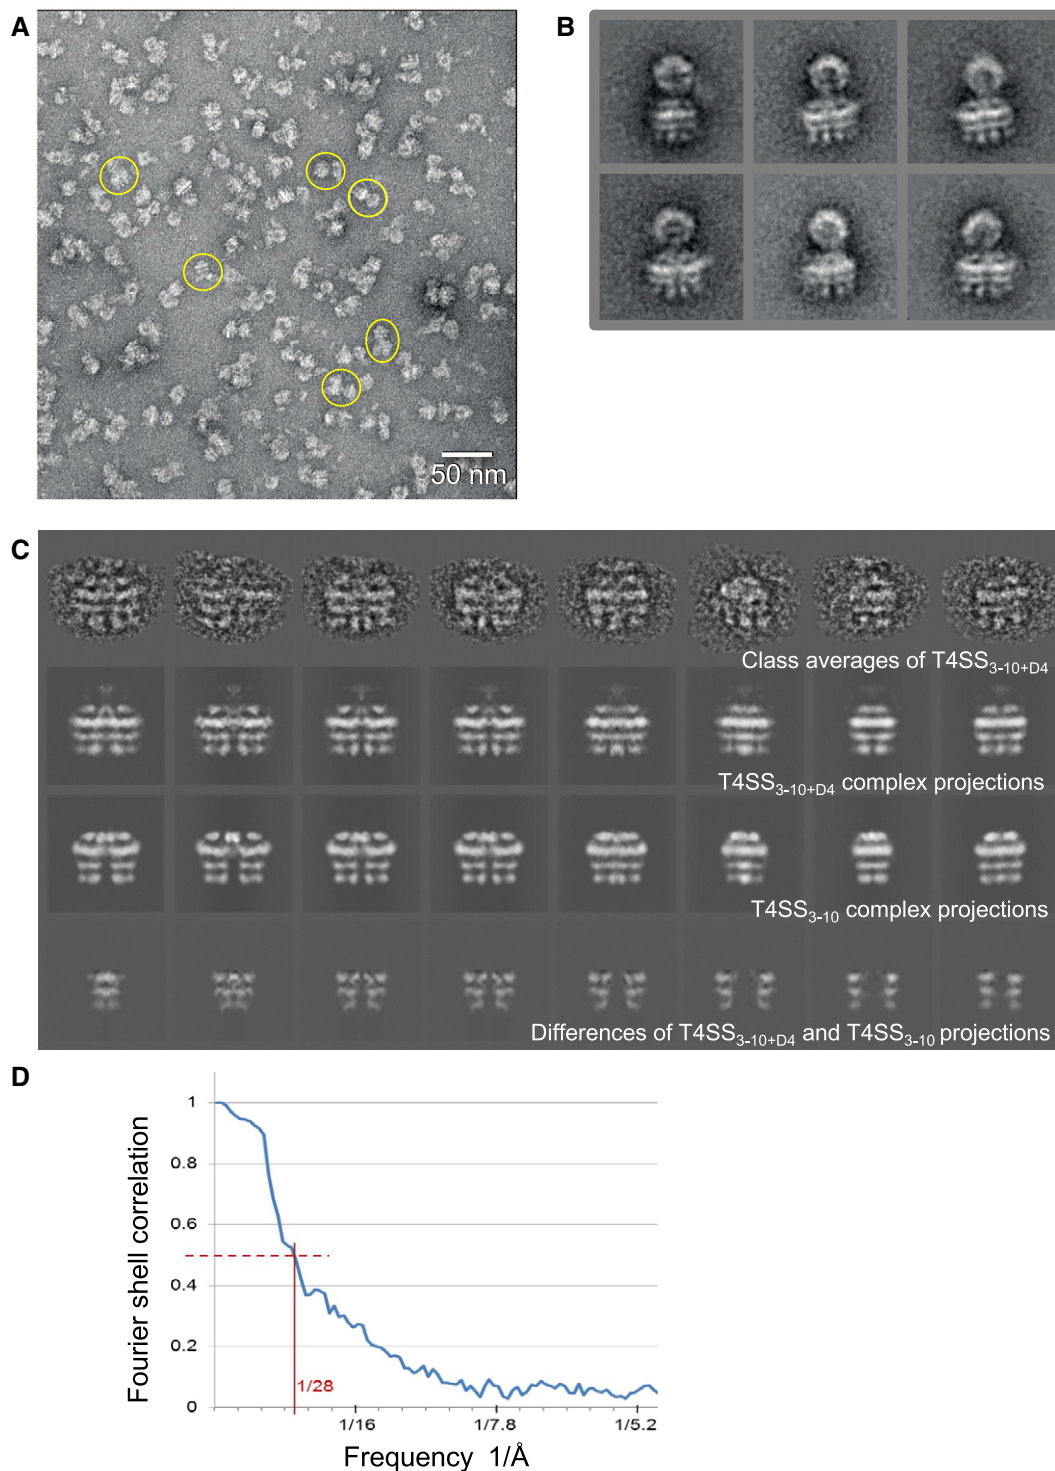 A
B
50 nm
C
Class averages of T4SS3-10+D4
T4SS3-10+D4 complex projections
T4SS3-10 complex projections
Differences of T4SS3-10+D4 and T4SS3-10 projections
D
Fourier shell correlation
1
0.8
0.6
0.4
0.2
0
1/28
1/16
1/7.8
1/5.2
Frequency 1/Å